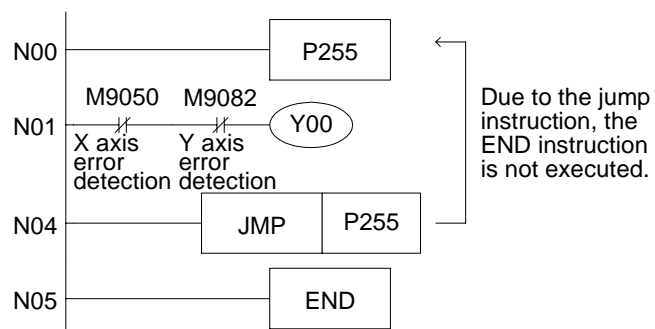 N00
P255
M9050 M9082
N01
Y00
X axis
error
detection
Y axis
error
detection
Due to the jump
instruction, the
END instruction
is not executed.
N04
JMP
P255
N05
END